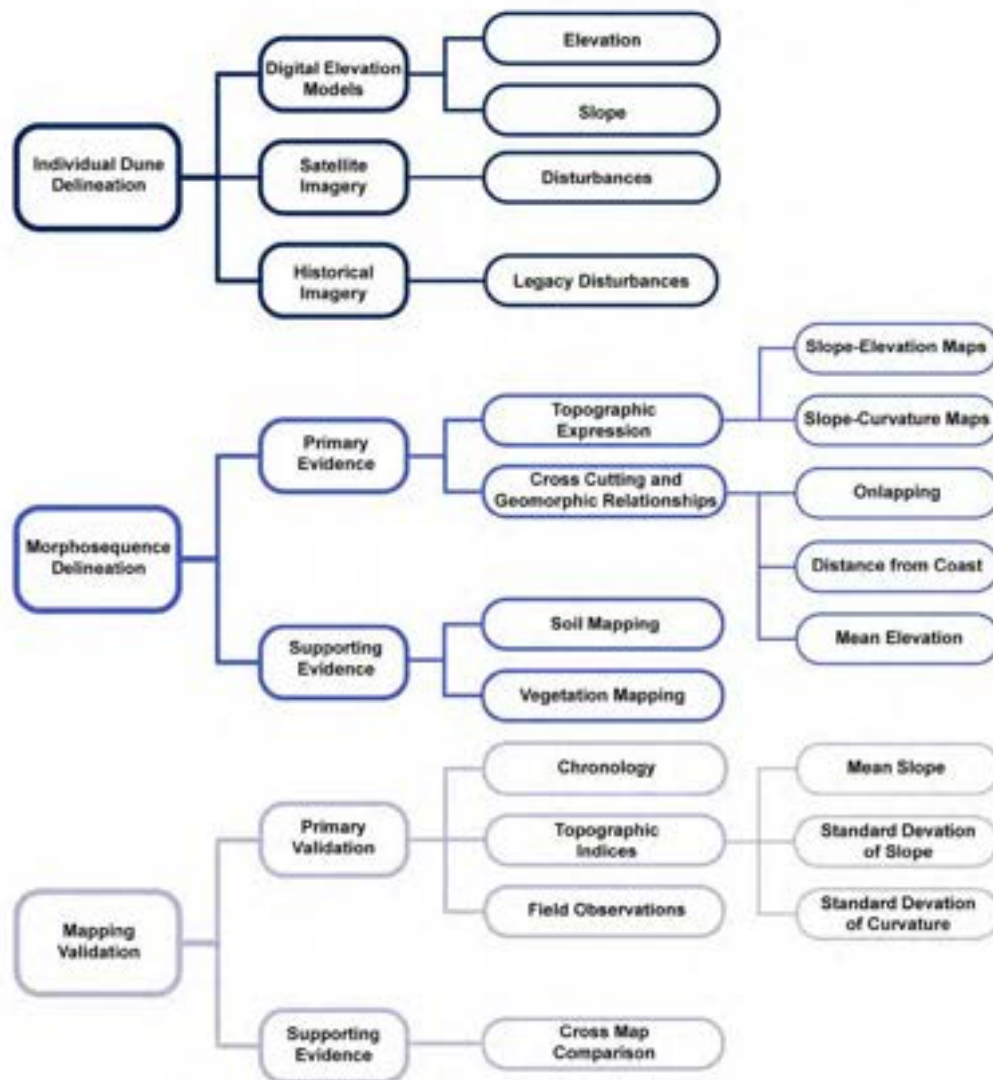 Individual Dune
Delineation
Digital Elevation
Models
Elevation
Slope
Satellite
Imagery
Disturbances
Historical
Imagery
Legacy Disturbances
Morphosequence
Delineation
Primary
Evidence
Topographic
Expression
Slope-Elevation Maps
Slope-Curvature Maps
Cross Cutting and
Geomorphic Relationships
Onlapping
Distance from Coast
Mean Elevation
Supporting
Evidence
Soil Mapping
Vegetation Mapping
Mapping
Validation
Primary
Validation
Chronology
Topographic
Indices
Mean Slope
Standard Devation
of Slope
Standard Devation
of Curvature
Field Observations
Supporting
Evidence
Cross Map
Comparison